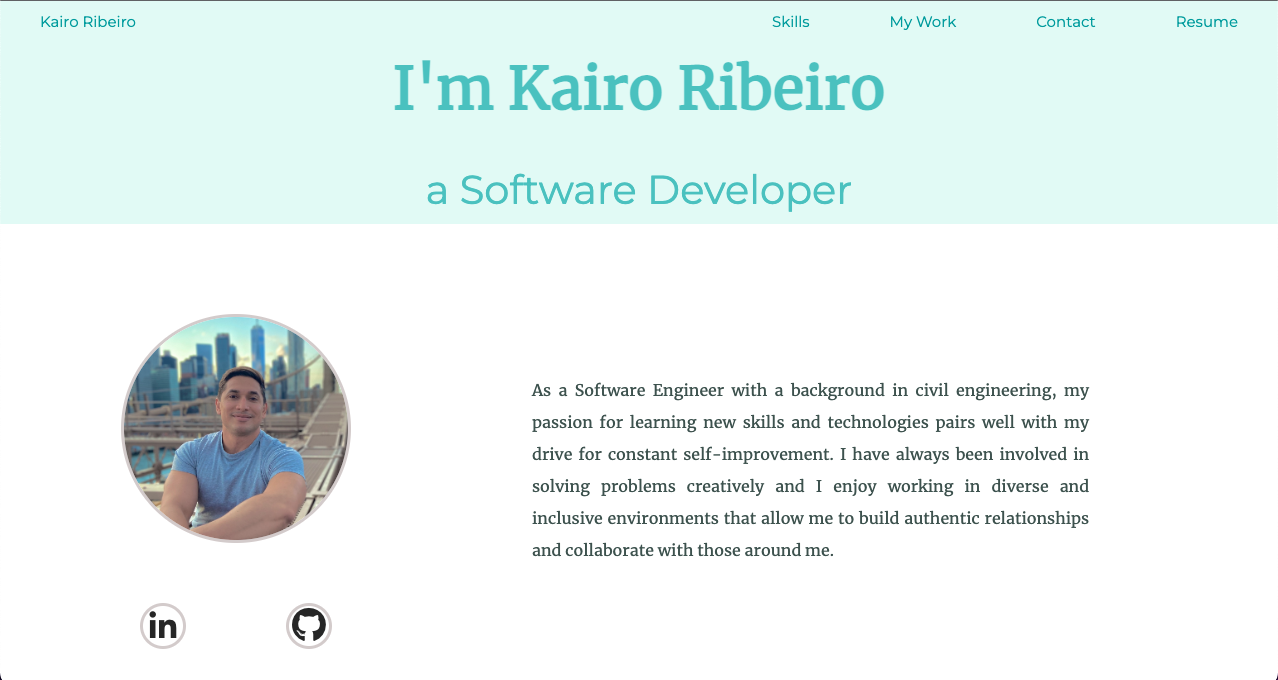 Kairo Ribeiro
Skills
My Work
Contact
Resume
I'm Kairo Ribeiro
a Software Developer
As a Software Engineer with a background in civil engineering, my
passion for learning new skills and technologies pairs well with my
drive for constant self-improvement. I have always been involved in
solving problems creatively and I enjoy working in diverse and
inclusive environments that allow me to build authentic relationships
and collaborate with those around me.
in